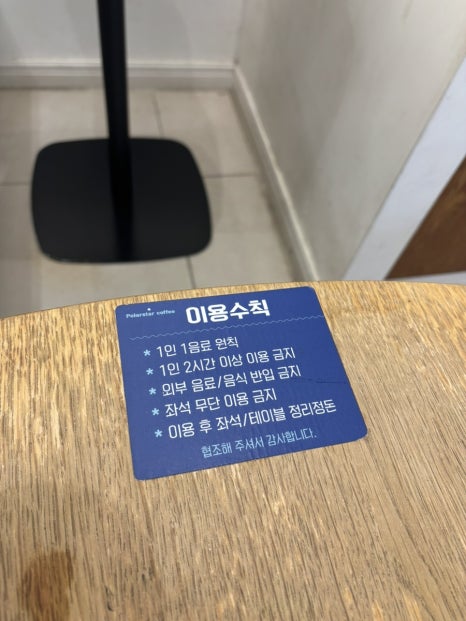 Polarstar coffee
이용수칙
* 1인 1음료 원칙
* 1인 2시간 이상 이용 금지
* 외부 음료/음식 반입 금지
* 좌석 무단 이용 금지
* 이용 후 좌석/테이블 정리정돈
협조해 주셔서 감사합니다.